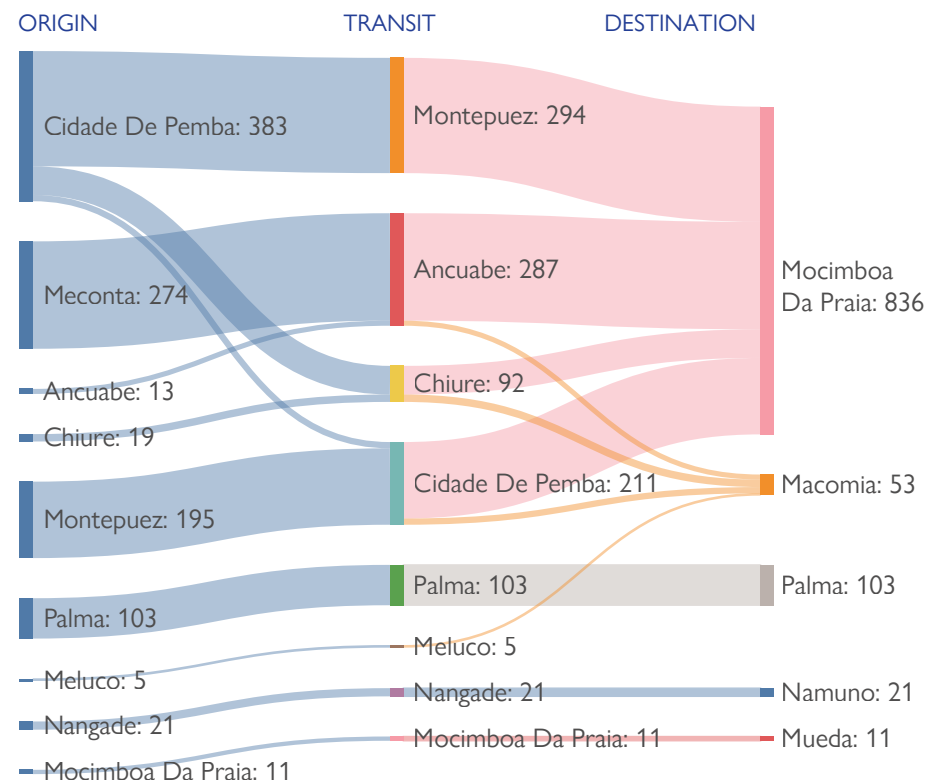 ORIGIN
TRANSIT
DESTINATION
Cidade De Pemba: 383
Meconta: 274
Ancuabe: 13
Chiure: 19
Montepuez: 195
Palma: 103
Meluco: 5
Nangade: 21
Mocimboa Da Praia: 11
Montepuez: 294
Ancuabe: 287
Chiure: 92
Cidade De Pemba: 211
Palma: 103
Meluco: 5
Nangade: 21
Mocimboa Da Praia: 11
Mocimboa
Da Praia: 836
Macomia: 53
Palma: 103
Namuno: 21
Mueda: 11